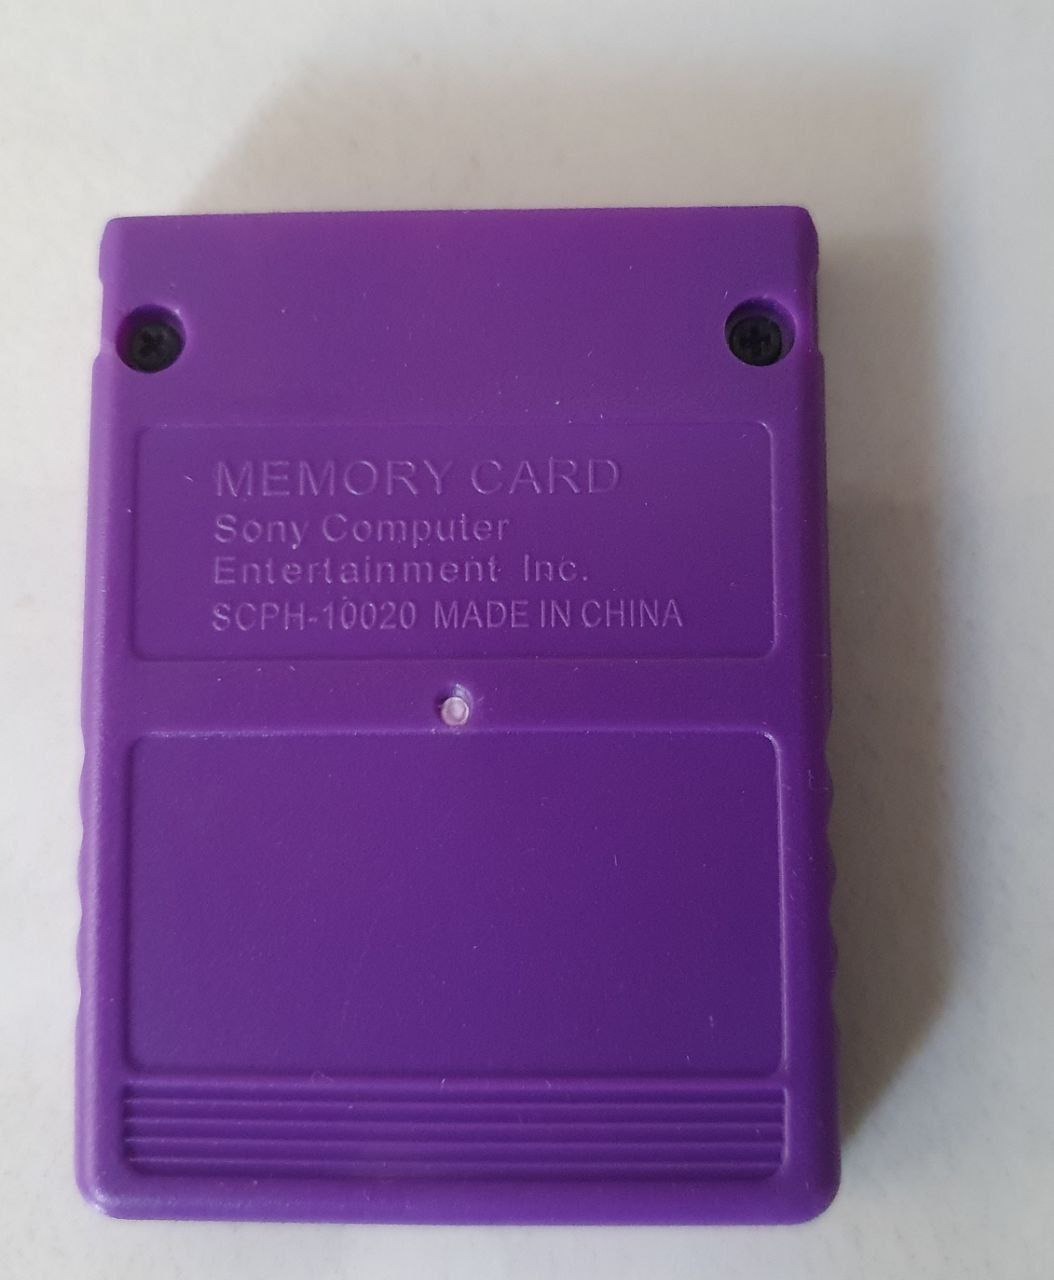 MEMORY CARD
Sony Computer
Entertainment Inc.
SCPH-10020 MADE IN CHINA